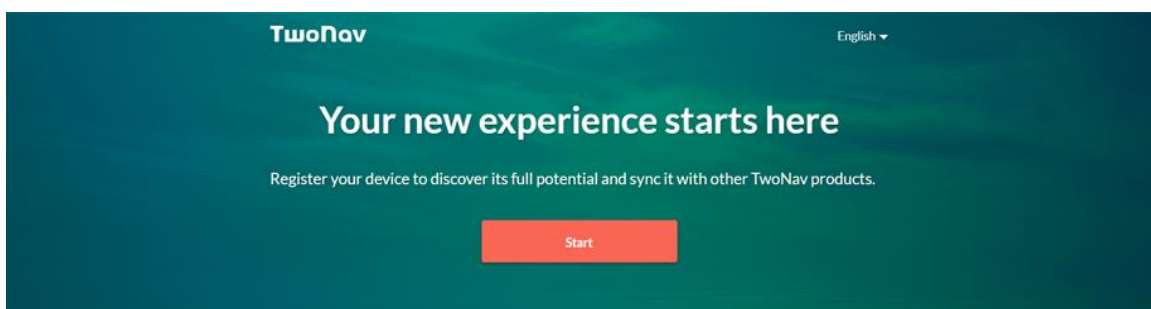 TwoNav
English
Your new experience starts here
Register your device to discover its full potential and sync it with other TwoNav products.
Start